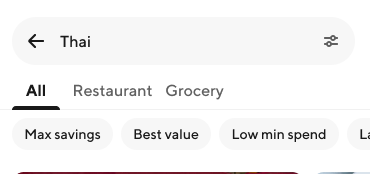 Thai
All Restaurant Grocery
Max savings Best value Low min spend